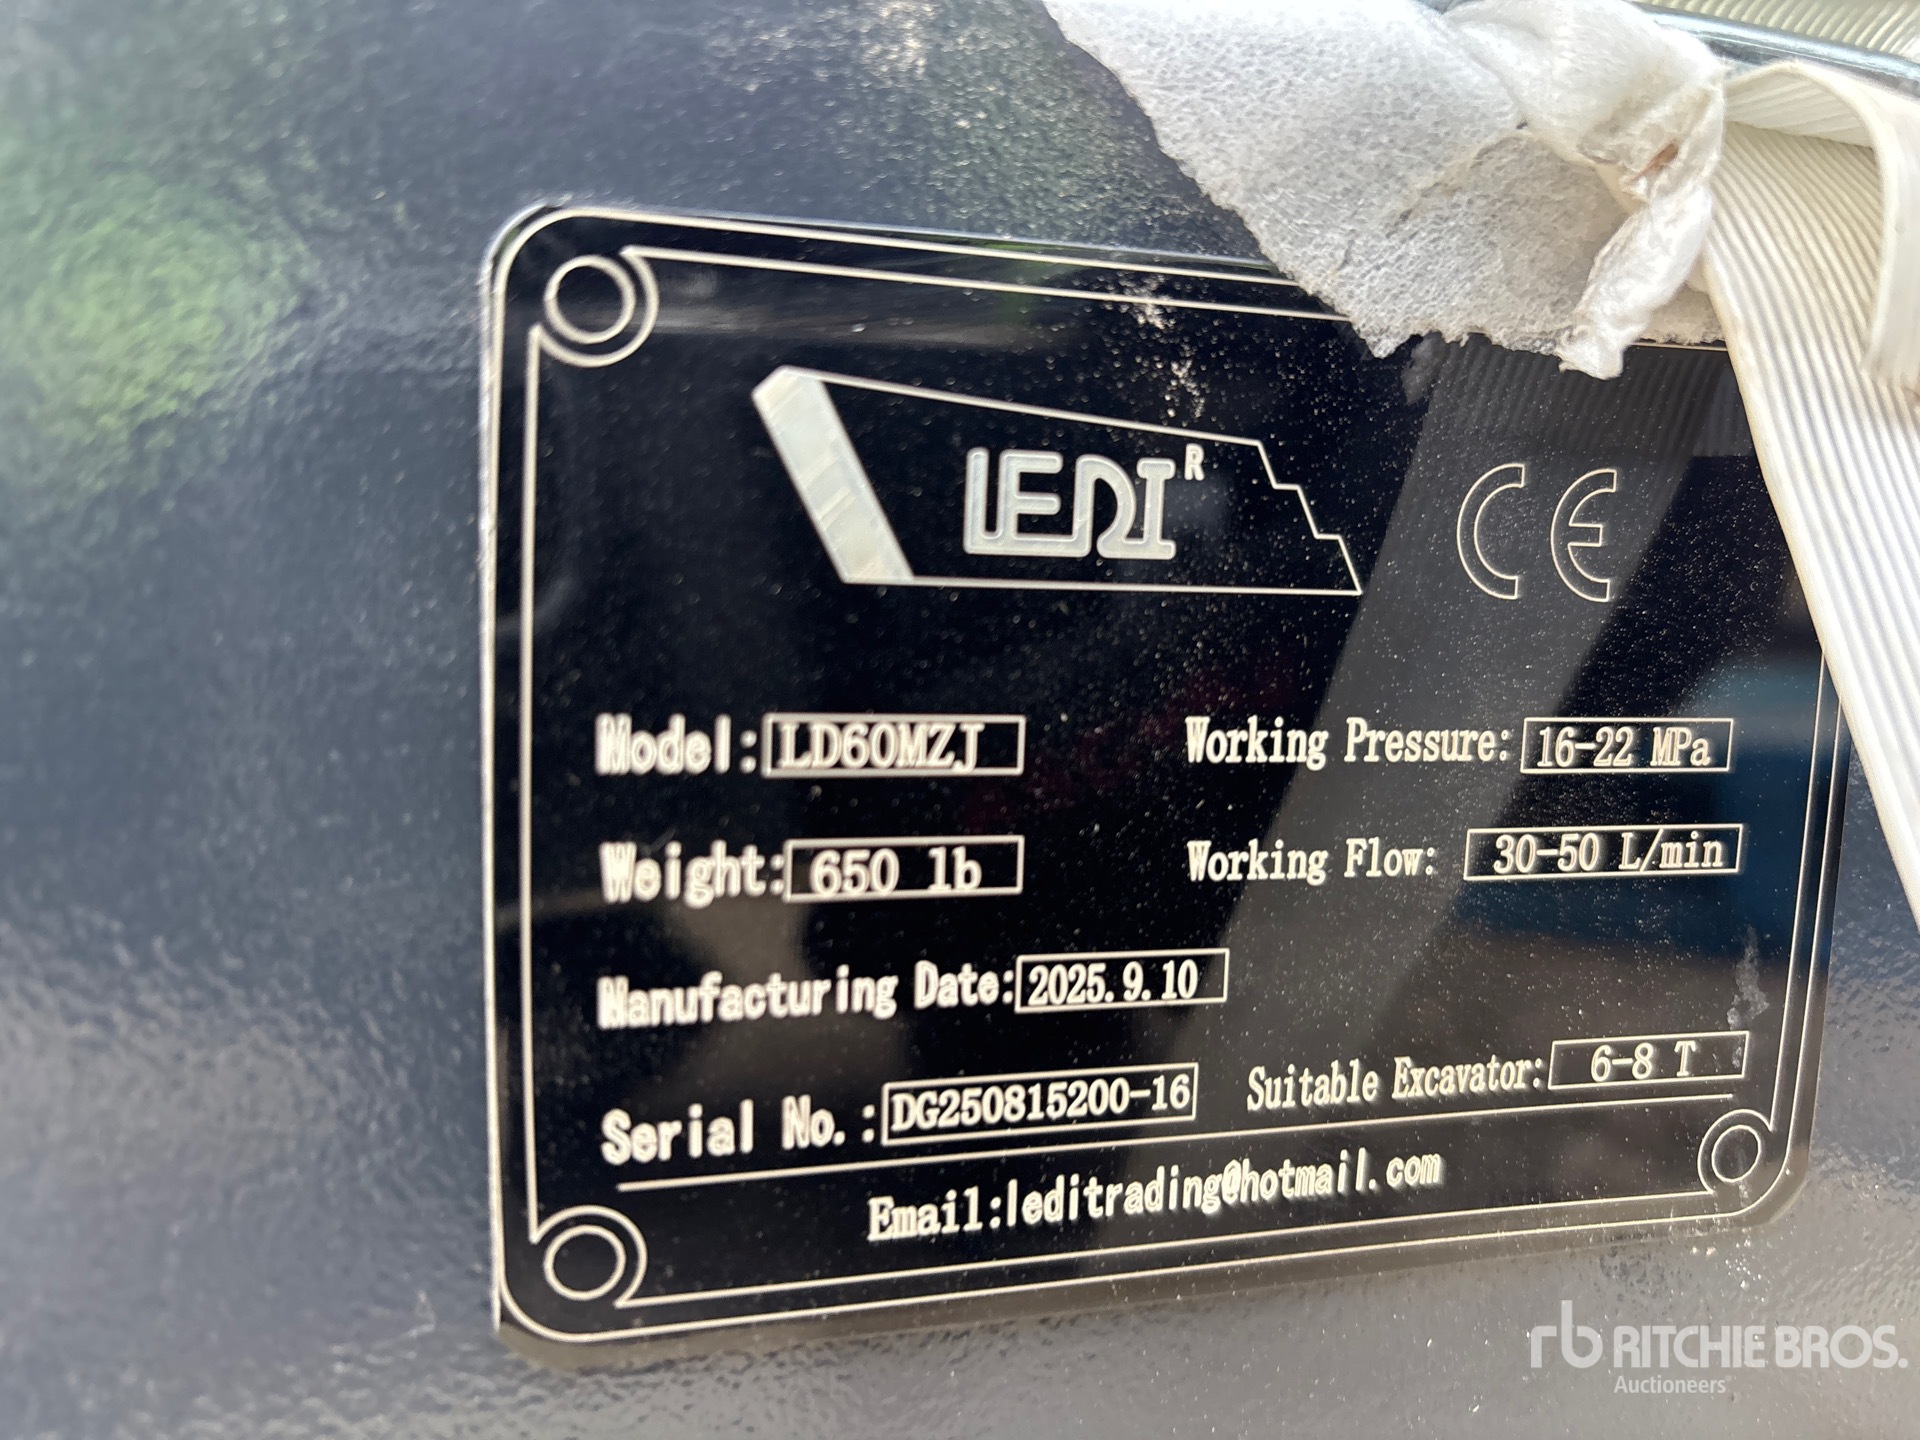 LEDI R
CE
Model: LD60MZJ
Working Pressure: 16-22 MPa
Weight: 650 lb
Working Flow: 30-50 L/min
Manufacturing Date: 2025.9.10
Serial No.: DG250815200-16
Suitable Excavator: 6-8 T
Email:leditrading@hotmail.com
rb RITCHIE BROS.
Auctioneers